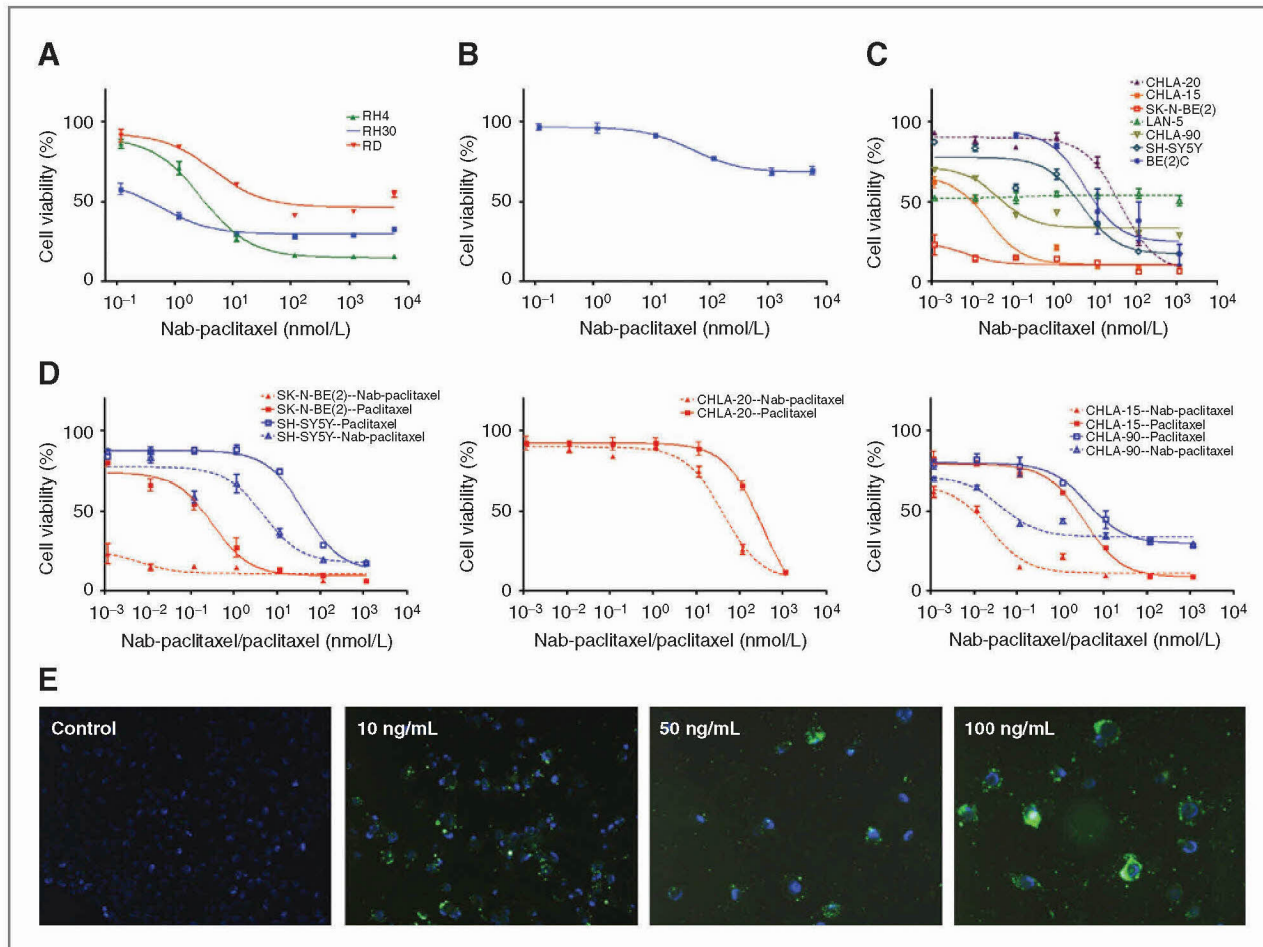 A
RH4
RH30
RD
Cell viability (%)
100
50
0
10−1 100 101 102 103 104
Nab-paclitaxel (nmol/L)
B
Cell viability (%)
100
50
0
10−1 100 101 102 103 104
Nab-paclitaxel (nmol/L)
C
CHLA-20
CHLA-15
SK-N-BE(2)
LAN-5
CHLA-90
SH-SY5Y
BE(2)C
Cell viability (%)
100
50
0
10−3 10−2 10−1 100 101 102 103 104
Nab-paclitaxel (nmol/L)
D
SK-N-BE(2)--Nab-paclitaxel
SK-N-BE(2)--Paclitaxel
SH-SY5Y--Paclitaxel
SH-SY5Y--Nab-paclitaxel
Cell viability (%)
100
50
0
10−3 10−2 10−1 100 101 102 103 104
Nab-paclitaxel/paclitaxel (nmol/L)
CHLA-20--Nab-paclitaxel
CHLA-20--Paclitaxel
Cell viability (%)
100
50
0
10−3 10−2 10−1 100 101 102 103 104
Nab-paclitaxel/paclitaxel (nmol/L)
CHLA-15--Nab-paclitaxel
CHLA-15--Paclitaxel
CHLA-90--Paclitaxel
CHLA-90--Nab-paclitaxel
Cell viability (%)
100
50
0
10−3 10−2 10−1 100 101 102 103 104
Nab-paclitaxel/paclitaxel (nmol/L)
E
Control
10 ng/mL
50 ng/mL
100 ng/mL